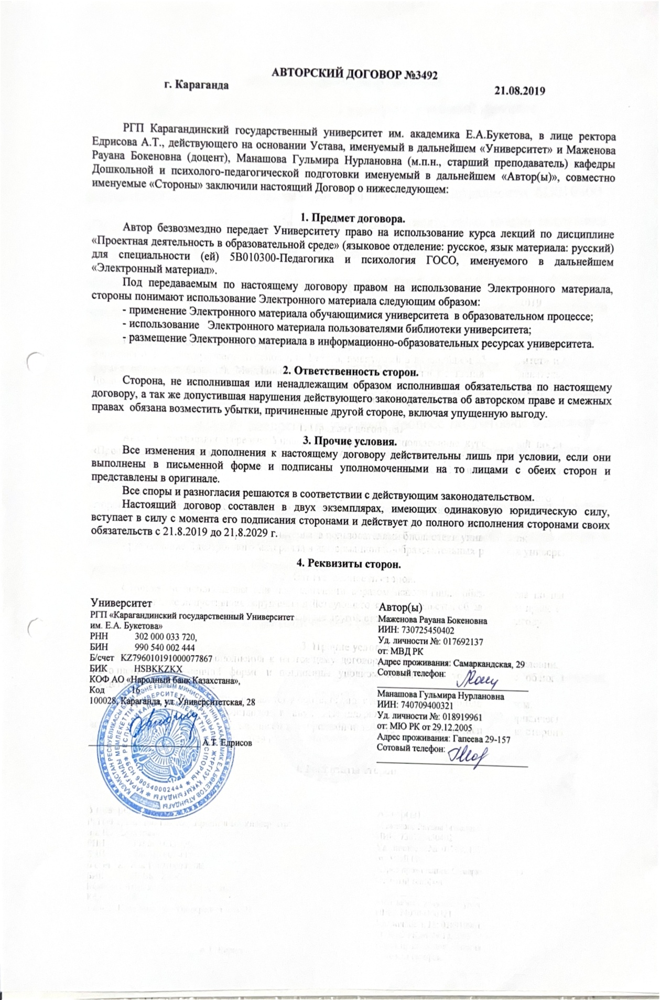 АВТОРСКИЙ ДОГОВОР №3492
г. Караганда
21.08.2019
РГП Карагандинский государственный университет им. академика Е.А.Букетова, в лице ректора
Едрисова А.Т., действующего на основании Устава, именуемый в дальнейшем «Университет» и Маженова
Рауана Бокеновна (доцент), Манашова Гульмира Нурлановна (м.п.н., старший преподаватель) кафедры
Дошкольной и психолого-педагогической подготовки именуемый в дальнейшем «Автор(ы)», совместно
именуемые «Стороны» заключили настоящий Договор о нижеследующем:
1. Предмет договора.
Автор безвозмездно передает Университету право на использование курса лекций по дисциплине
«Проектная деятельность в образовательной среде» (языковое отделение: русское, язык материала: русский)
для специальности (ей) 5В010300-Педагогика и психология ГОСО, именуемого в дальнейшем
«Электронный материал».
Под передаваемым по настоящему договору правом на использование Электронного материала,
стороны понимают использование Электронного материала следующим образом:
- применение Электронного материала обучающимися университета в образовательном процессе;
- использование Электронного материала пользователями библиотеки университета;
- размещение Электронного материала в информационно-образовательных ресурсах университета.
2. Ответственность сторон.
Сторона, не исполнившая или ненадлежащим образом исполнившая обязательства по настоящему
договору, а так же допустившая нарушения действующего законодательства об авторском праве и смежных
правах обязана возместить убытки, причиненные другой стороне, включая упущенную выгоду.
3. Прочие условия.
Все изменения и дополнения к настоящему договору действительны лишь при условии, если они
выполнены в письменной форме и подписаны уполномоченными на то лицами с обеих сторон и
представлены в оригинале.
Все споры и разногласия решаются в соответствии с действующим законодательством.
Настоящий договор составлен в двух экземплярах, имеющих одинаковую юридическую силу,
вступает в силу с момента его подписания сторонами и действует до полного исполнения сторонами своих
обязательств с 21.8.2019 до 21.8.2029 г.
4. Реквизиты сторон.
Университет
РГП «Карагандинский государственный Университет
им. Е.А. Букетова»
РНН 302 000 033 720,
БИН 990 540 002 444
Б/счет KZ796010191000077867
БИК HSBKKZKX
КОФ АО «Народный банк Казахстана»,
Код 16
100028, Караганда, ул. Университетская, 28
А.Т. Едрисов
Автор(ы)
Маженова Рауана Бокеновна
ИИН: 730725450402
Уд. личности №: 017692137
от: МВД РК
Адрес проживания: Самаркандская, 29
Сотовый телефон:
Манашова Гульмира Нурлановна
ИИН: 740709400321
Уд. личности №: 018919961
от: МЮ РК от 29.12.2005
Адрес проживания: Гапеева 29-157
Сотовый телефон: